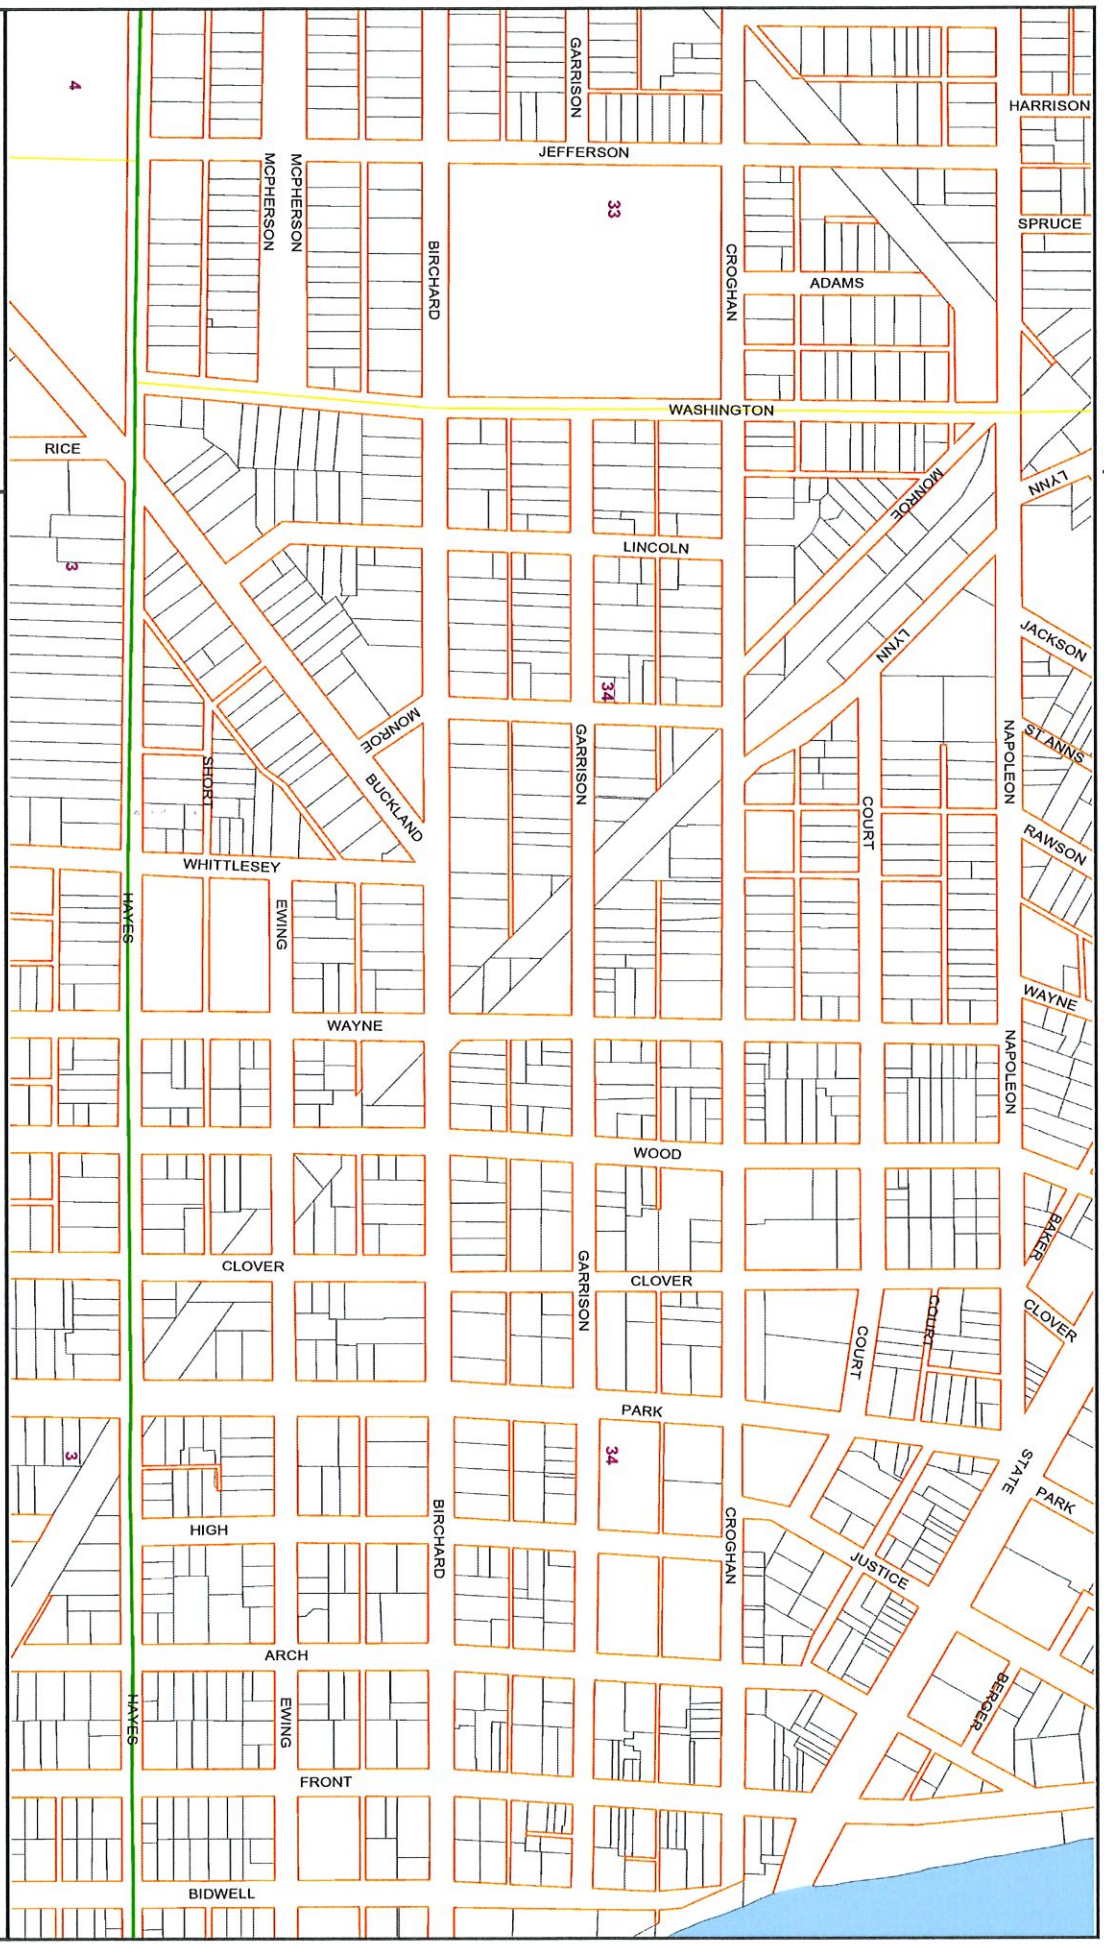 4
GARRISON
HARRISON
JEFFERSON
MCPHERSON
MCPHERSON
33
SPRUCE
BIRCHARD
CROGHAN
ADAMS
WASHINGTON
RICE
LYNN
MONROE
LINCOLN
3
JACKSON
LYNN
34
MONROE
GARRISON
NAPOLEON
ST ANNS
SHORT
BUCKLAND
COURT
RAWSON
WHITTLESEY
HAYES
EWING
WAYNE
WAYNE
NAPOLEON
WOOD
BAKER
CLOVER
GARRISON
CLOVER
COURT
COURT
CLOVER
PARK
3
34
STATE
PARK
HIGH
BIRCHARD
CROGHAN
JUSTICE
ARCH
HAYES
EWING
BERGER
FRONT
BIDWELL